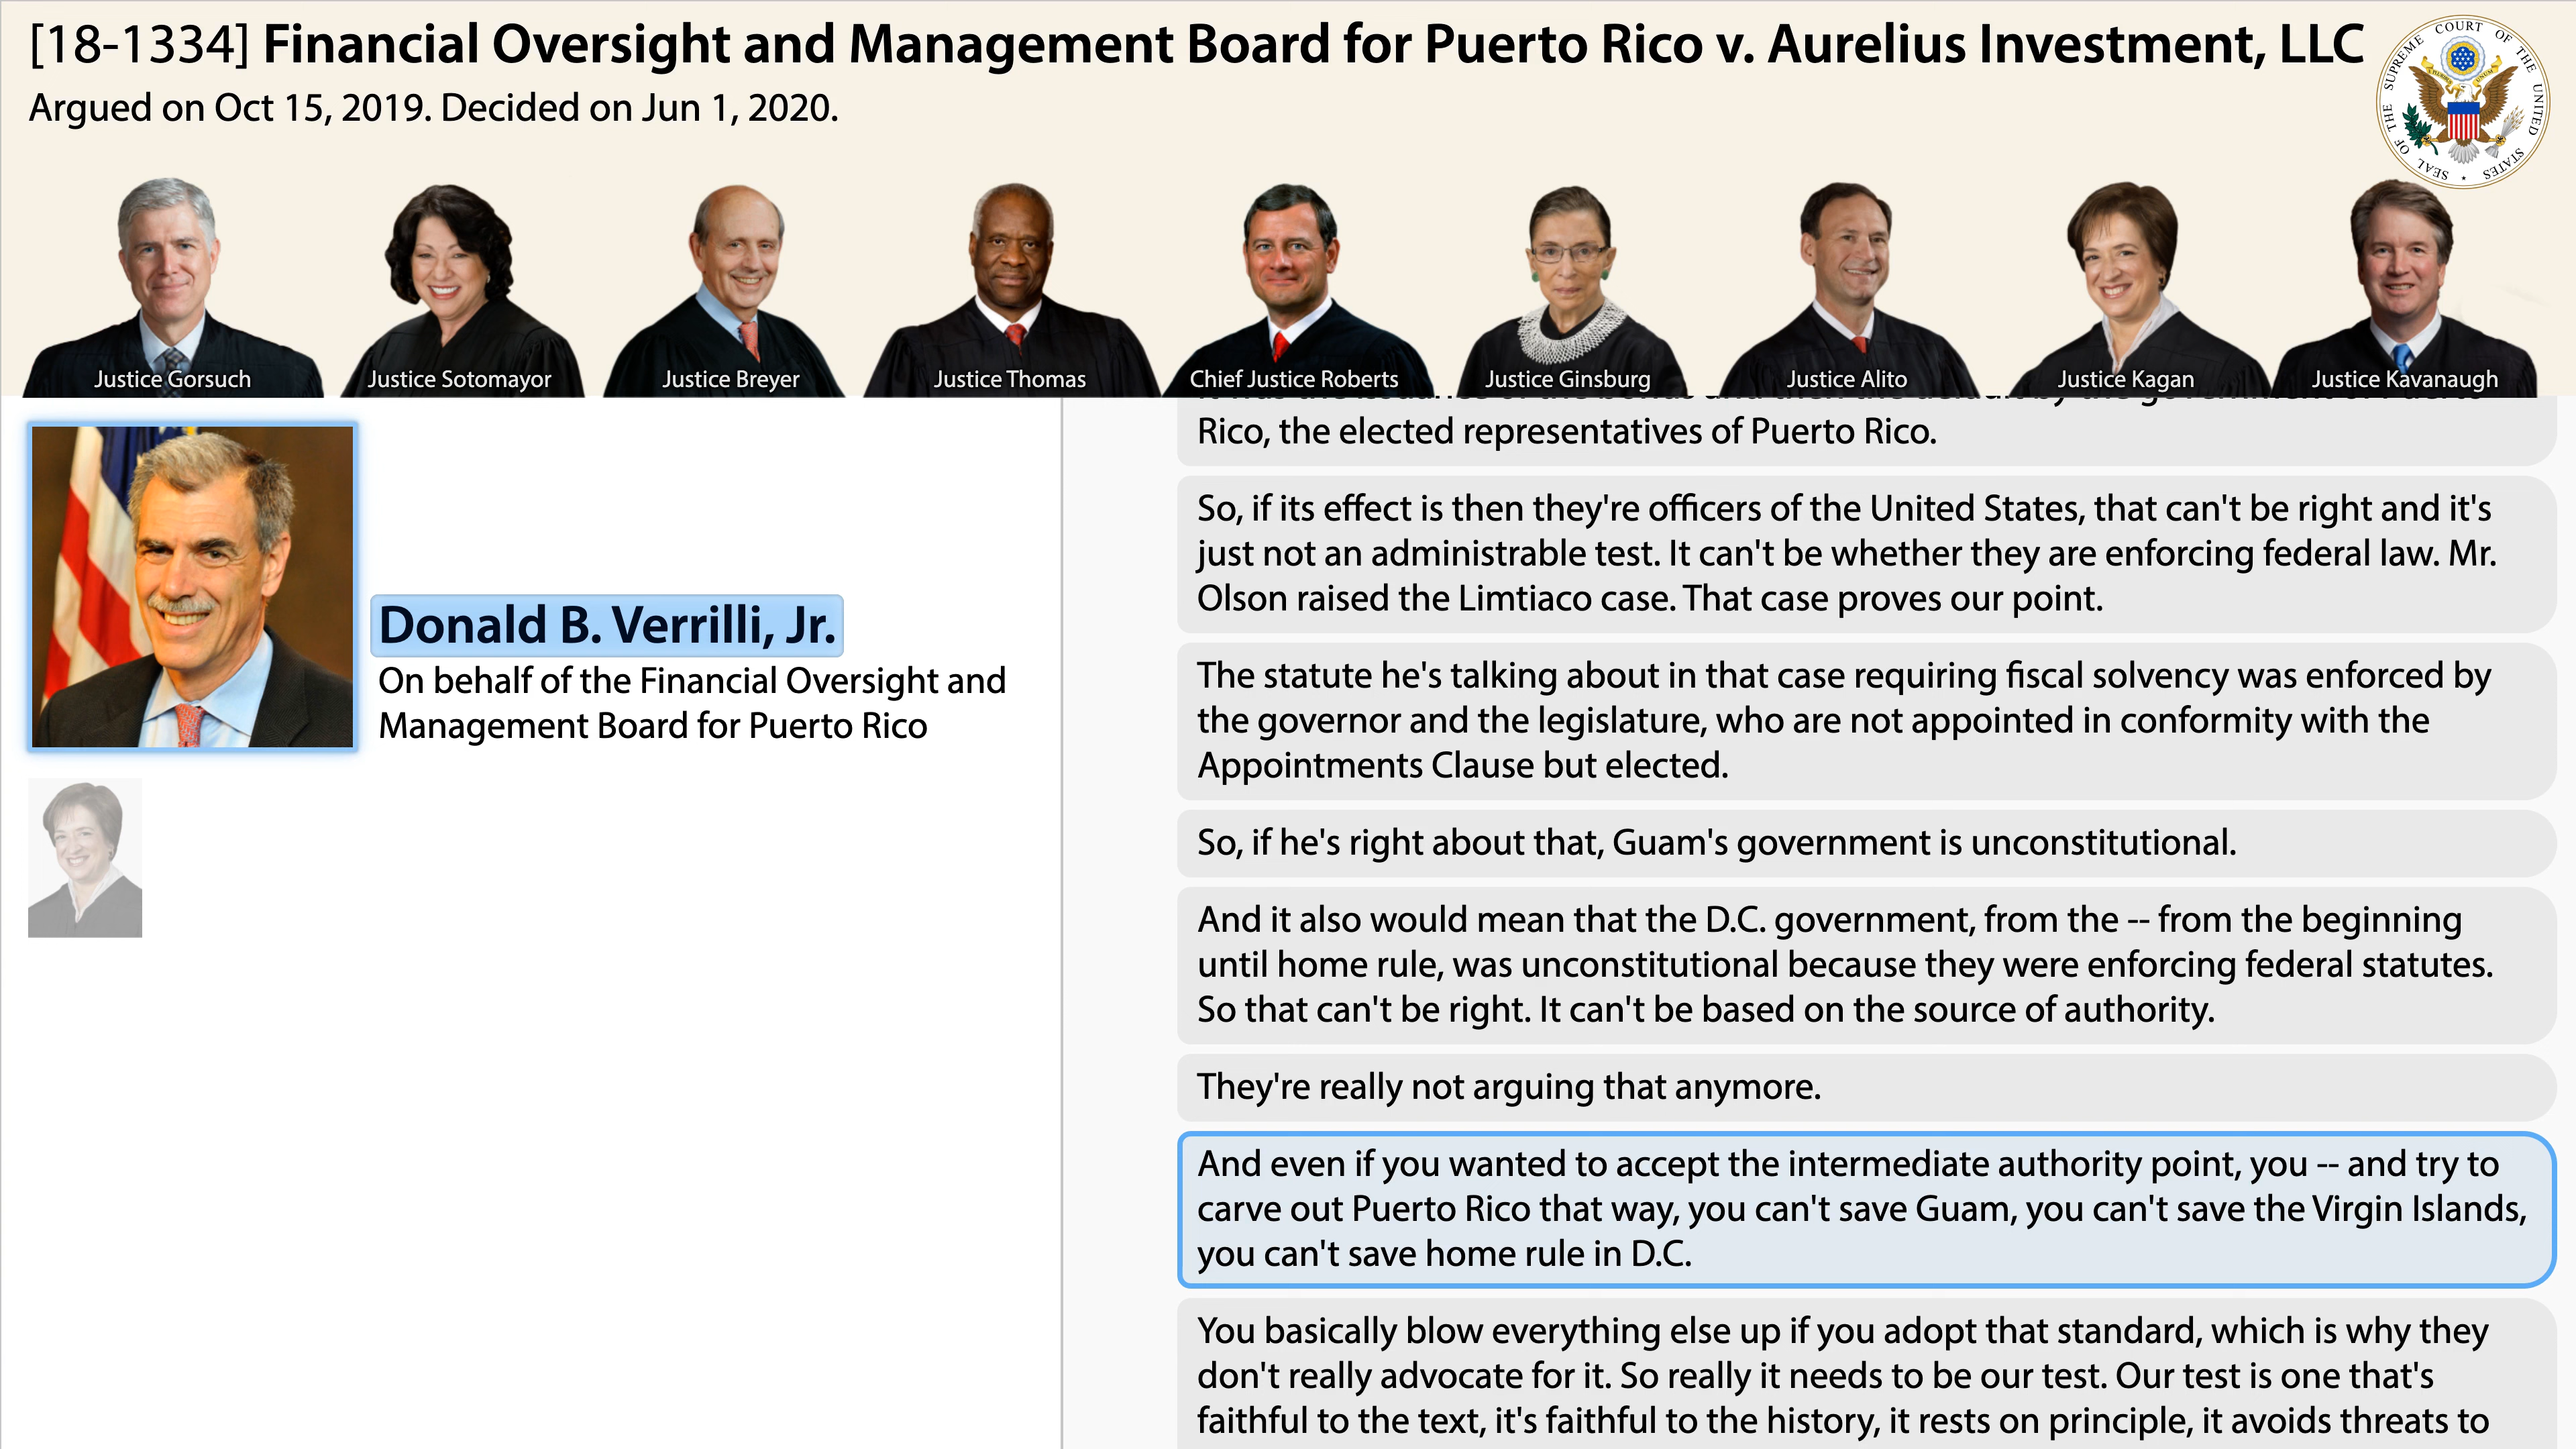 [18-1334] Financial Oversight and Management Board for Puerto Rico v. Aurelius Investment, LLC
Argued on Oct 15, 2019. Decided on Jun 1, 2020.
SEAL OF THE SUPREME COURT OF THE UNITED STATES
Justice Gorsuch
Justice Sotomayor
Justice Breyer
Justice Thomas
Chief Justice Roberts
Justice Ginsburg
Justice Alito
Justice Kagan
Justice Kavanaugh
Donald B. Verrilli, Jr.
On behalf of the Financial Oversight and
Management Board for Puerto Rico
Rico, the elected representatives of Puerto Rico.
So, if its effect is then they're officers of the United States, that can't be right and it's
just not an administrable test. It can't be whether they are enforcing federal law. Mr.
Olson raised the Limtiaco case. That case proves our point.
The statute he's talking about in that case requiring fiscal solvency was enforced by
the governor and the legislature, who are not appointed in conformity with the
Appointments Clause but elected.
So, if he's right about that, Guam's government is unconstitutional.
And it also would mean that the D.C. government, from the -- from the beginning
until home rule, was unconstitutional because they were enforcing federal statutes.
So that can't be right. It can't be based on the source of authority.
They're really not arguing that anymore.
And even if you wanted to accept the intermediate authority point, you -- and try to
carve out Puerto Rico that way, you can't save Guam, you can't save the Virgin Islands,
you can't save home rule in D.C.
You basically blow everything else up if you adopt that standard, which is why they
don't really advocate for it. So really it needs to be our test. Our test is one that's
faithful to the text, it's faithful to the history, it rests on principle, it avoids threats to